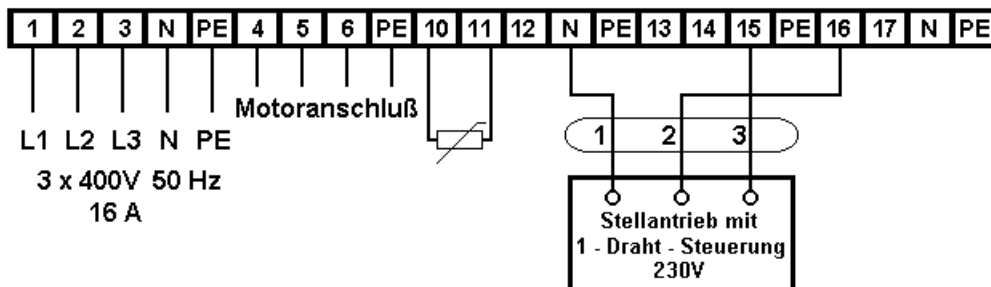 1 2 3 N PE 4 5 6 PE 10 11 12 N PE 13 14 15 PE 16 17 N PE
Motoranschluß
L1 L2 L3 N PE
1 2 3
3 x 400V 50 Hz
16 A
Stellantrieb mit
1 - Draht - Steuerung
230V